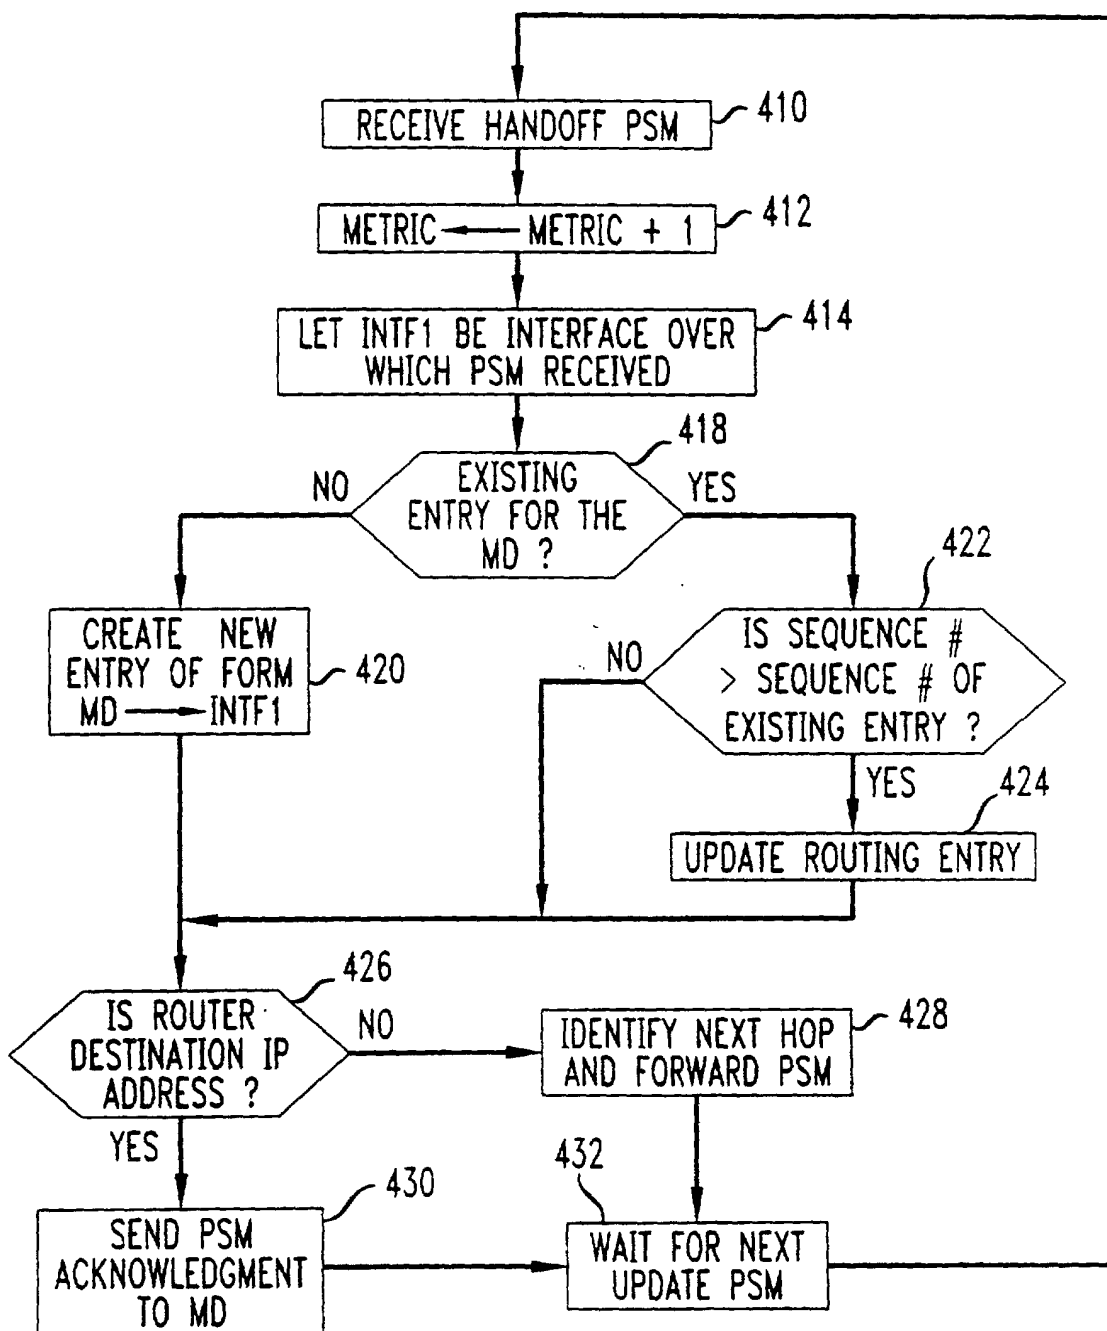 RECEIVE HANDOFF PSM
410
METRIC ← METRIC + 1
412
LET INTF1 BE INTERFACE OVER
WHICH PSM RECEIVED
414
418
EXISTING
ENTRY FOR THE
MD ?
NO
YES
CREATE NEW
ENTRY OF FORM
MD → INTF1
420
422
IS SEQUENCE #
> SEQUENCE # OF
EXISTING ENTRY ?
NO
YES
424
UPDATE ROUTING ENTRY
426
IS ROUTER
DESTINATION IP
ADDRESS ?
NO
YES
IDENTIFY NEXT HOP
AND FORWARD PSM
428
430
SEND PSM
ACKNOWLEDGMENT
TO MD
432
WAIT FOR NEXT
UPDATE PSM